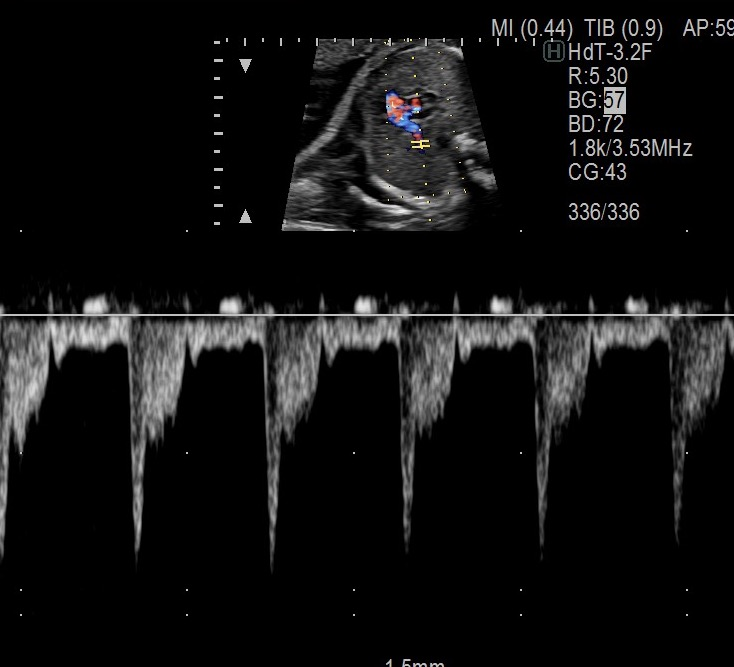 MI (0.44) TIB (0.9) AP:59
H HdT-3.2F
R:5.30
BG:57
BD:72
1.8k/3.53MHz
CG:43
336/336
1.5mm